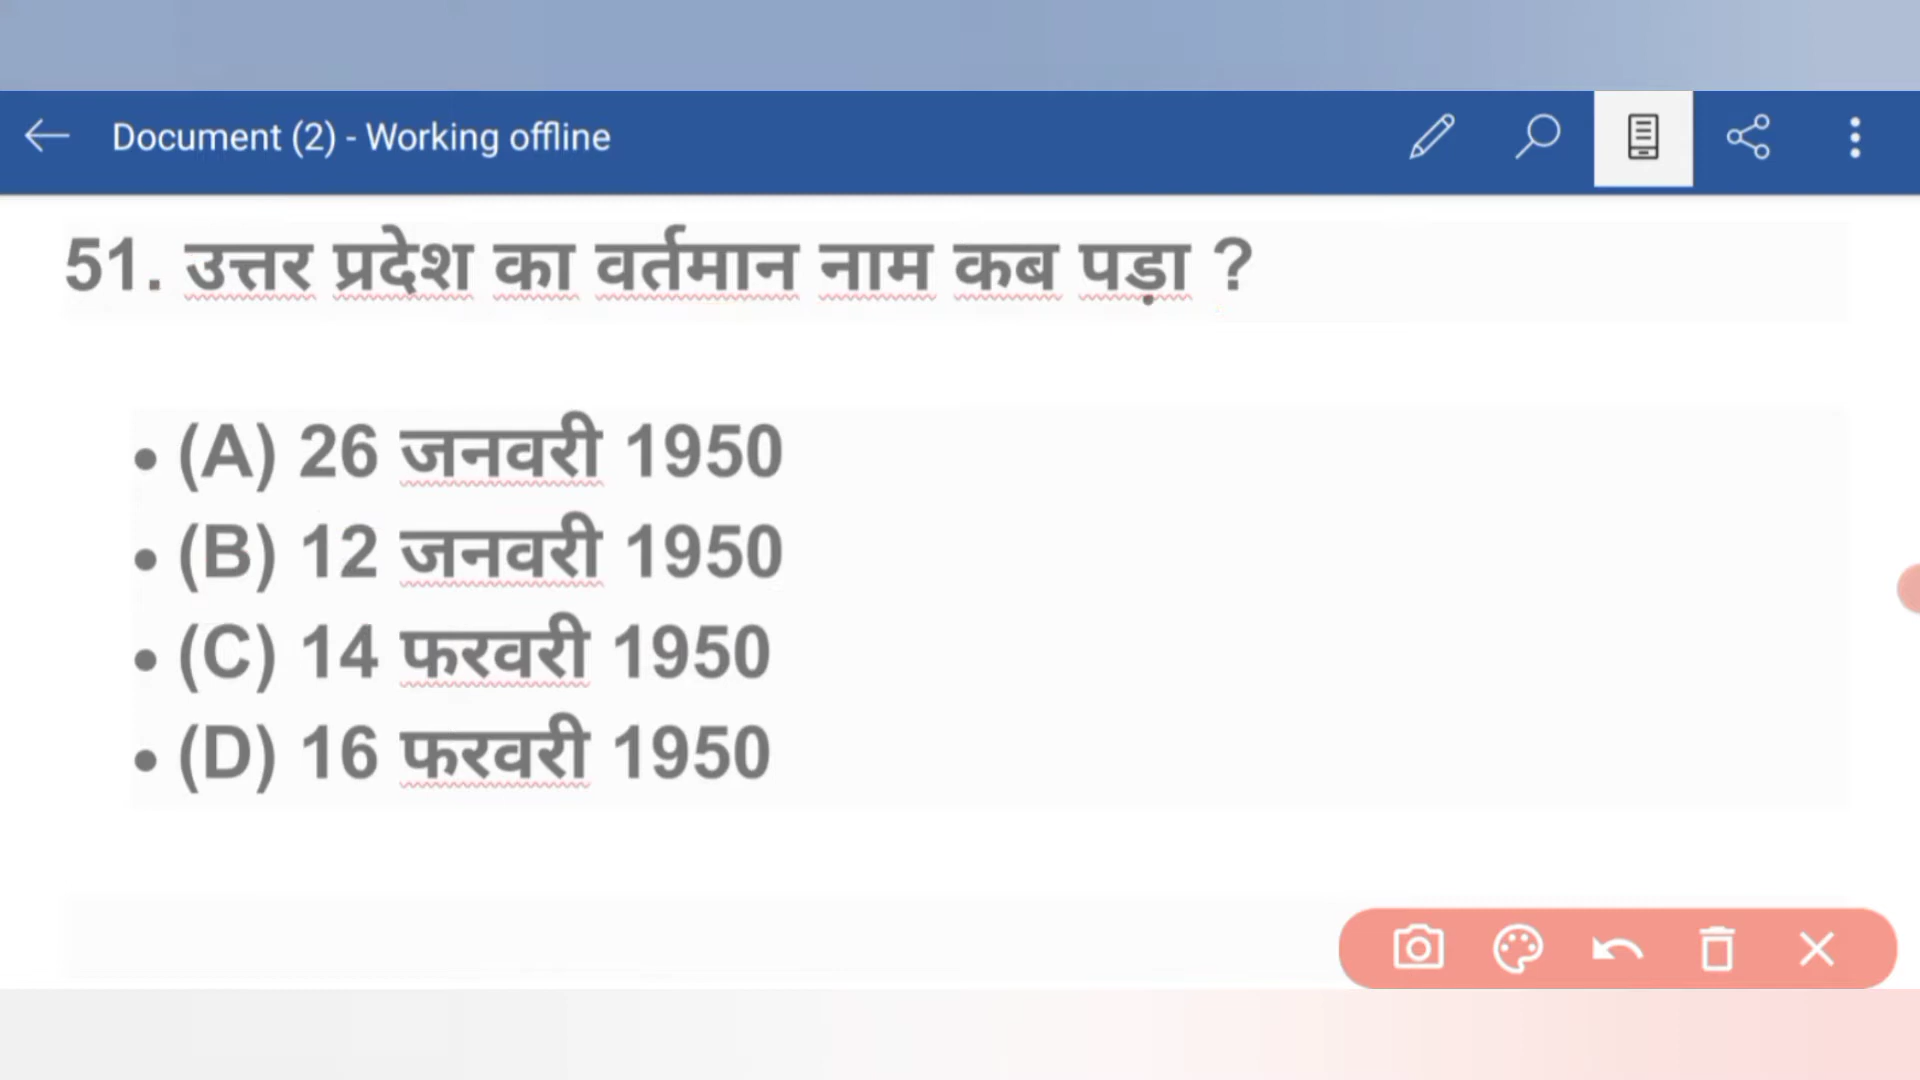 Document (2) - Working offline
51. उत्तर प्रदेश का वर्तमान नाम कब पड़ा ?
• (A) 26 जनवरी 1950
• (B) 12 जनवरी 1950
• (C) 14 फरवरी 1950
• (D) 16 फरवरी 1950